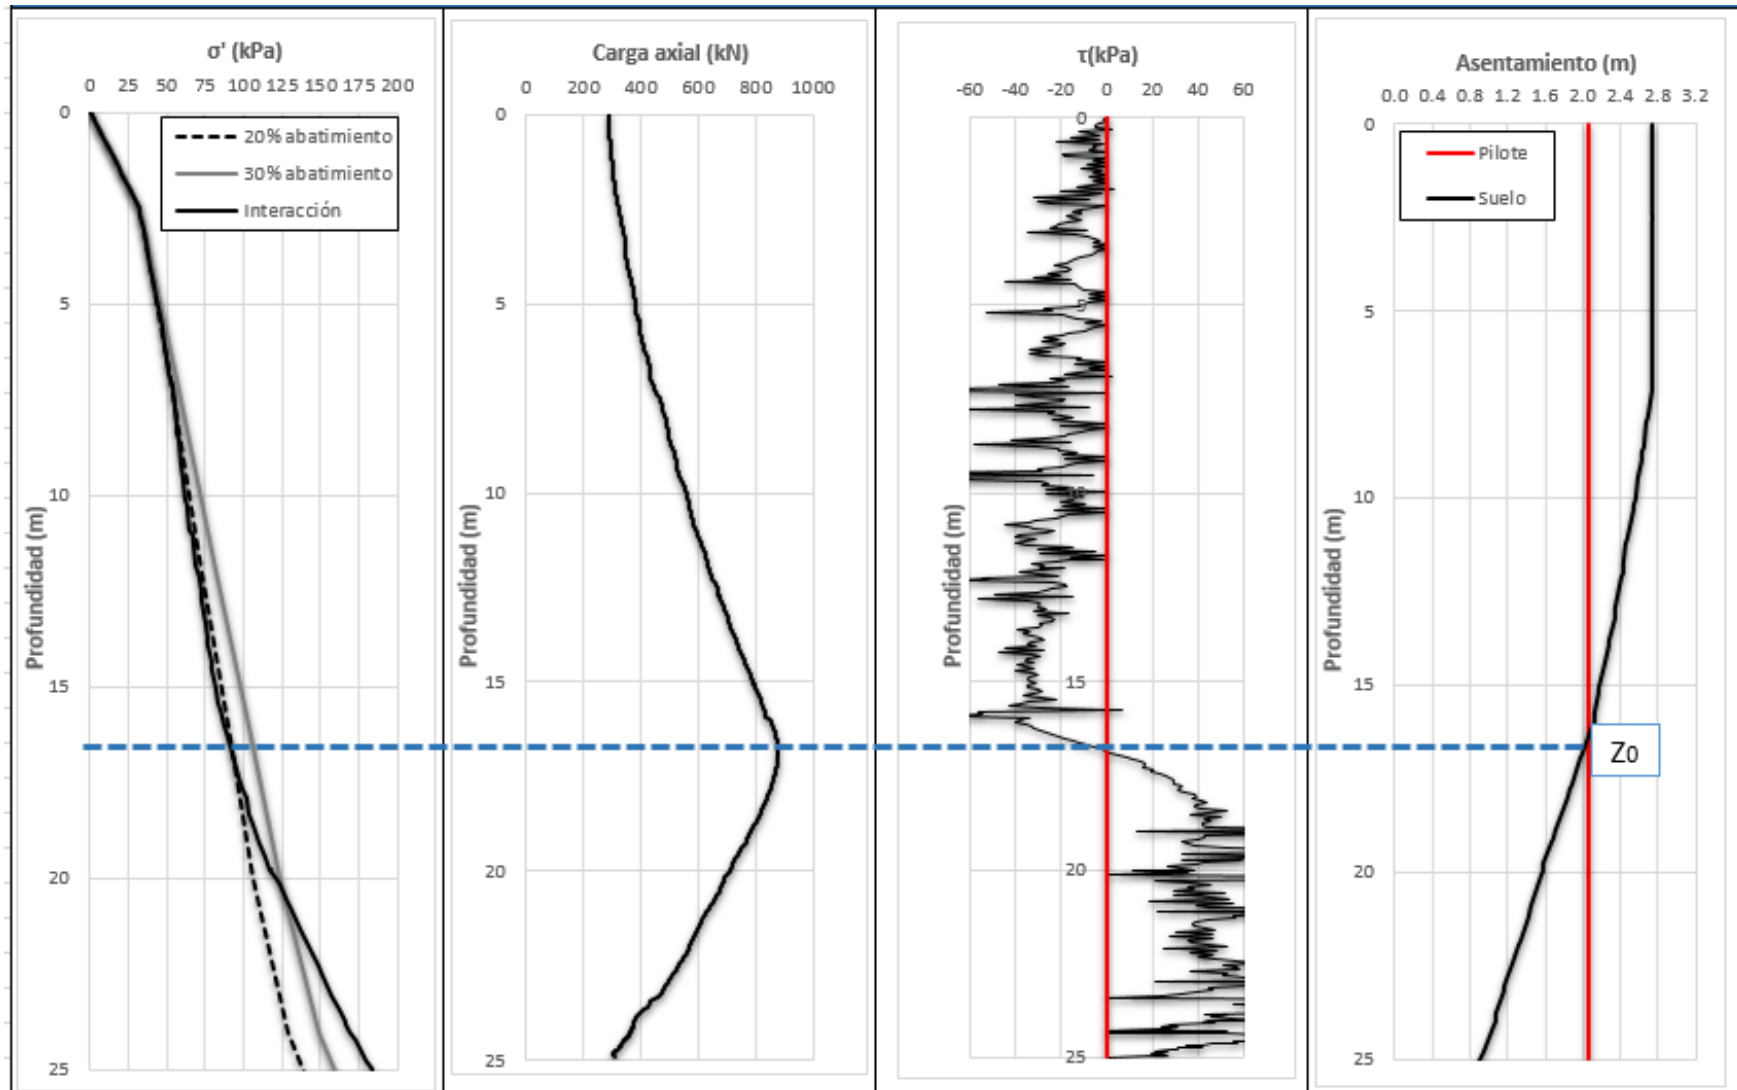 σ' (kPa)
0 25 50 75 100 125 150 175 200
0
5
10
15
20
25
Profundidad (m)
20% abatimiento
30% abatimiento
Interacción
Carga axial (kN)
0 200 400 600 800 1000
0
5
10
15
20
25
Profundidad (m)
τ(kPa)
-60 -40 -20 0 20 40 60
0
5
10
15
20
25
Profundidad (m)
Asentamiento (m)
0.0 0.4 0.8 1.2 1.6 2.0 2.4 2.8 3.2
0
5
10
15
20
25
Profundidad (m)
Pilote
Suelo
Z0